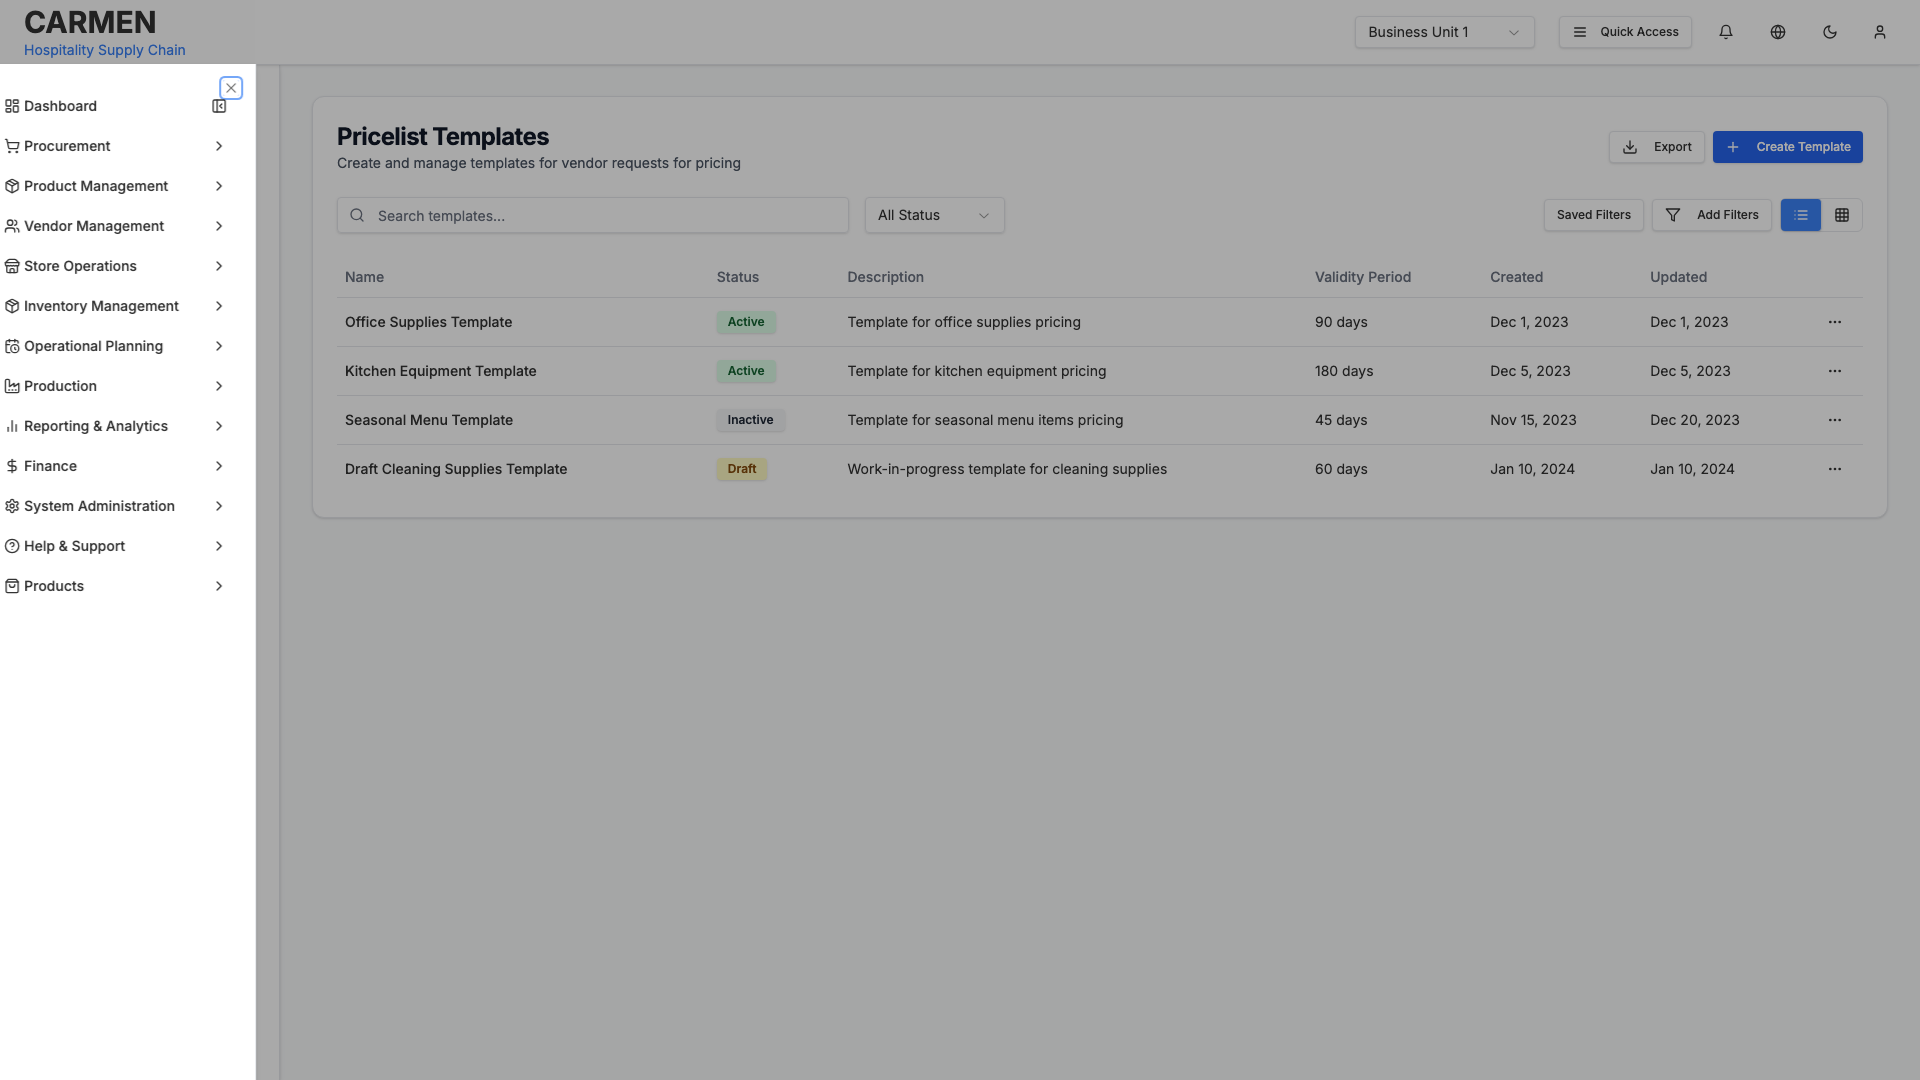 CARMEN
Hospitality Supply Chain
Business Unit 1
Quick Access
Dashboard
Procurement
Product Management
Vendor Management
Store Operations
Inventory Management
Operational Planning
Production
Reporting & Analytics
Finance
System Administration
Help & Support
Products
Pricelist Templates
Create and manage templates for vendor requests for pricing
Export
Create Template
Search templates...
All Status
Saved Filters
Add Filters
Name Status Description Validity Period Created Updated
Office Supplies Template Active Template for office supplies pricing 90 days Dec 1, 2023 Dec 1, 2023
Kitchen Equipment Template Active Template for kitchen equipment pricing 180 days Dec 5, 2023 Dec 5, 2023
Seasonal Menu Template Inactive Template for seasonal menu items pricing 45 days Nov 15, 2023 Dec 20, 2023
Draft Cleaning Supplies Template Draft Work-in-progress template for cleaning supplies 60 days Jan 10, 2024 Jan 10, 2024